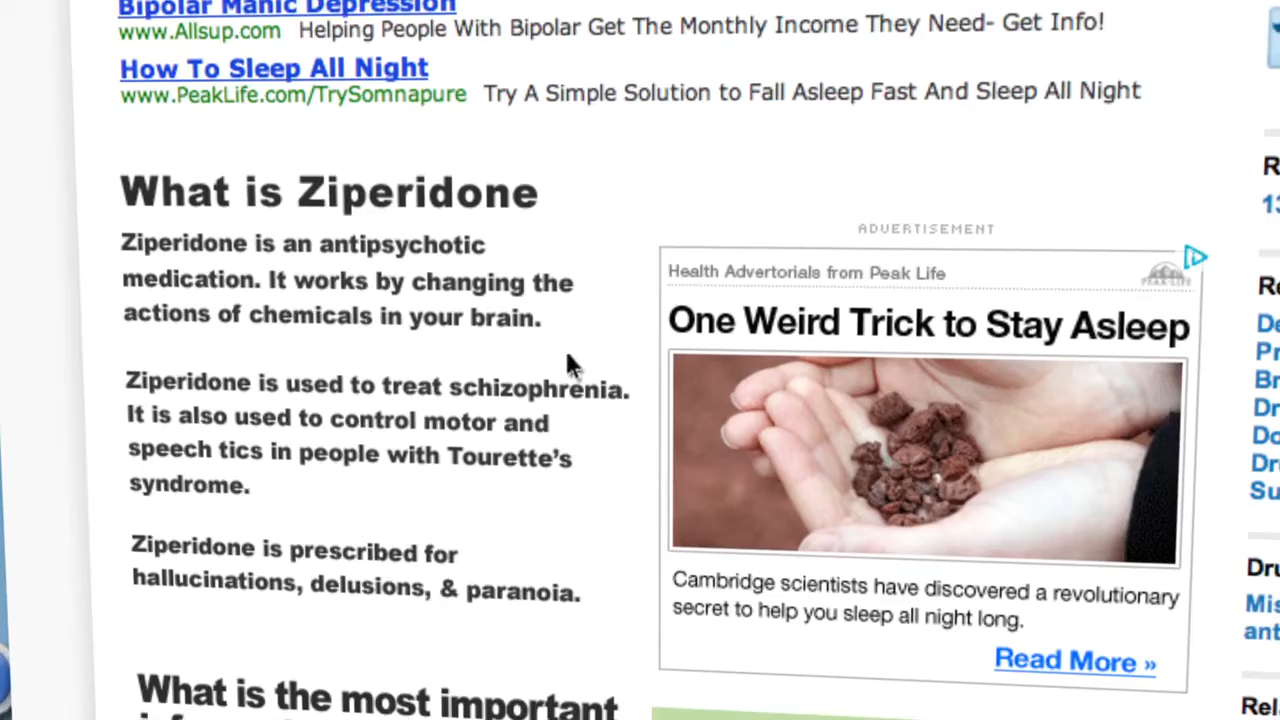 Bipolar Manic Depression
www.Allsup.com Helping People With Bipolar Get The Monthly Income They Need- Get Info!
How To Sleep All Night
www.PeakLife.com/TrySomnapure Try A Simple Solution to Fall Asleep Fast And Sleep All Night
What is Ziperidone
Ziperidone is an antipsychotic
medication. It works by changing the
actions of chemicals in your brain.
Ziperidone is used to treat schizophrenia.
It is also used to control motor and
speech tics in people with Tourette's
syndrome.
Ziperidone is prescribed for
hallucinations, delusions, & paranoia.
What is the most important
ADVERTISEMENT
Health Advertorials from Peak Life
PEAK LIFE
One Weird Trick to Stay Asleep
Cambridge scientists have discovered a revolutionary
secret to help you sleep all night long.
Read More »